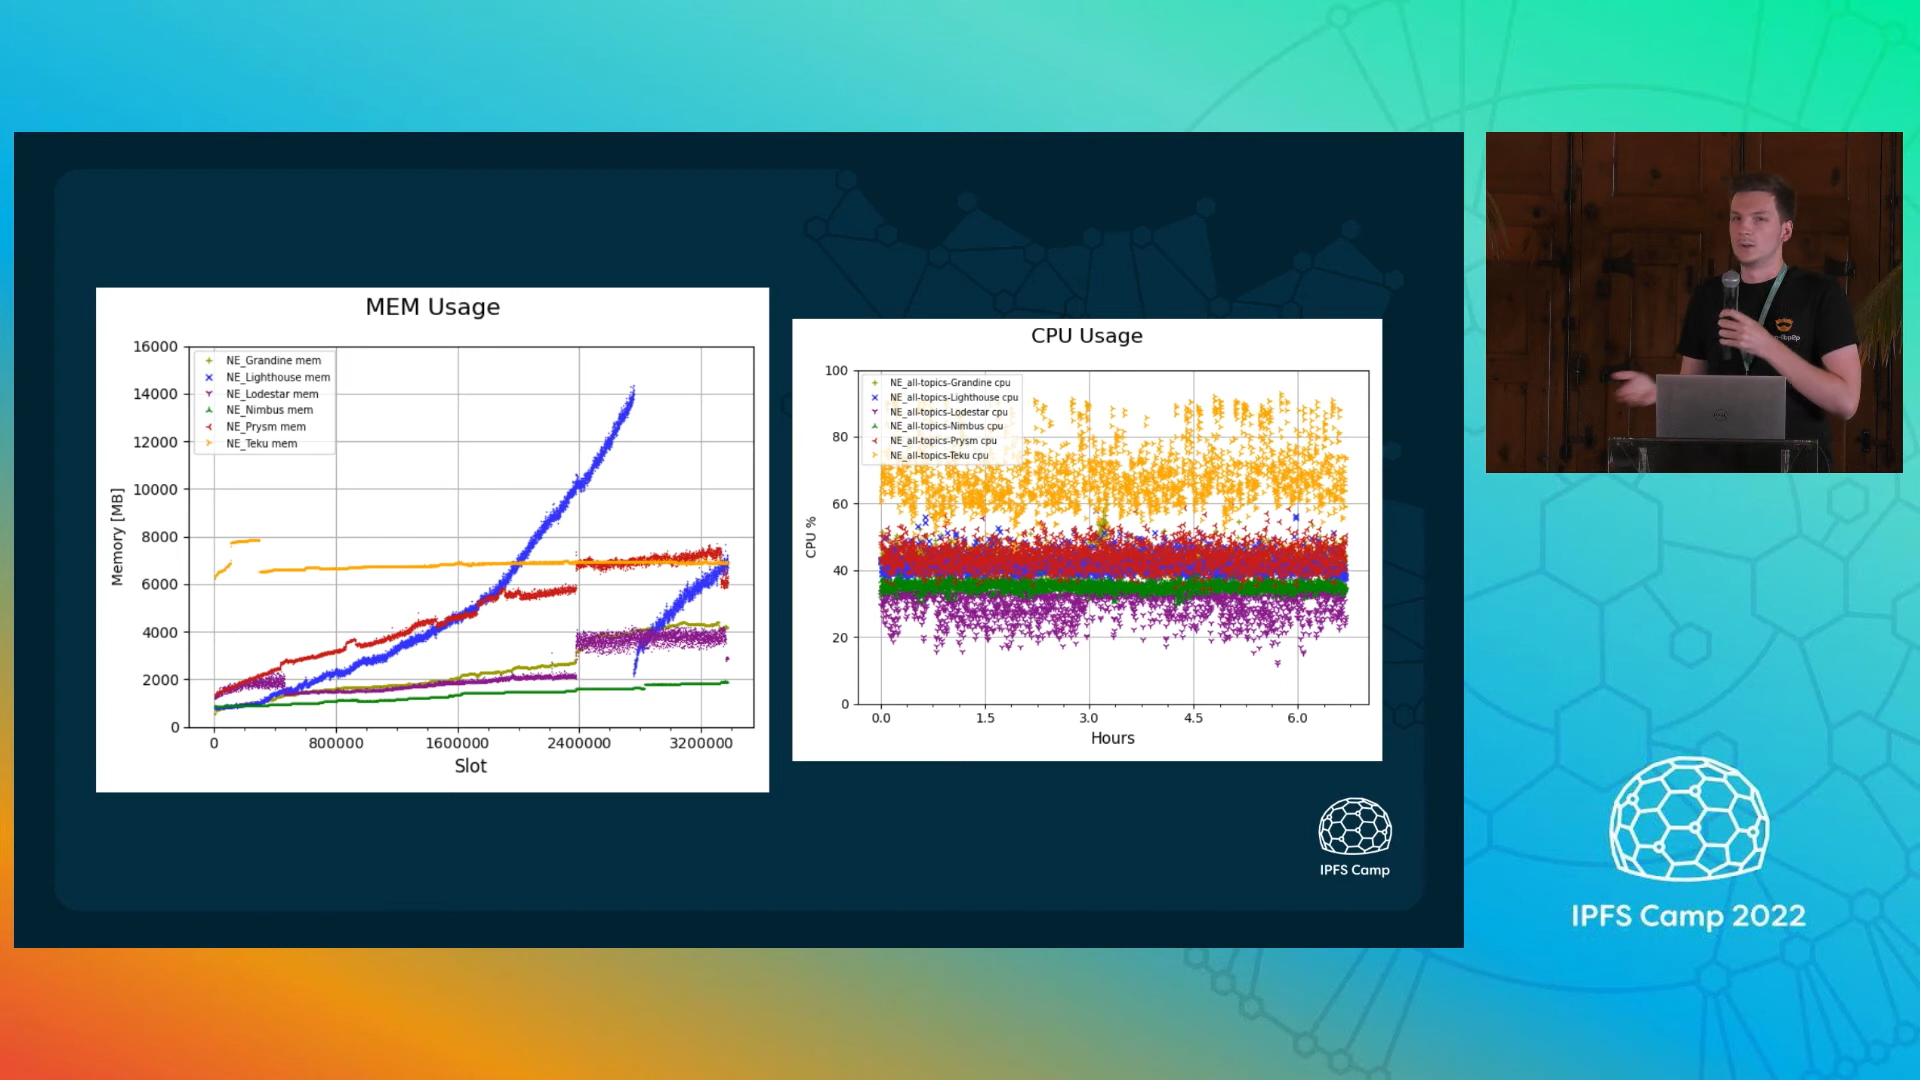 MEM Usage
16000
14000
12000
10000
8000
6000
4000
2000
0
Memory [MB]
NE_Grandine mem
NE_Lighthouse mem
NE_Lodestar mem
NE_Nimbus mem
NE_Prysm mem
NE_Teku mem
0 800000 1600000 2400000 3200000
Slot
CPU Usage
100
80
60
40
20
0
CPU %
NE_all-topics-Grandine cpu
NE_all-topics-Lighthouse cpu
NE_all-topics-Lodestar cpu
NE_all-topics-Nimbus cpu
NE_all-topics-Prysm cpu
NE_all-topics-Teku cpu
0.0 1.5 3.0 4.5 6.0
Hours
IPFS Camp
IPFS Camp 2022